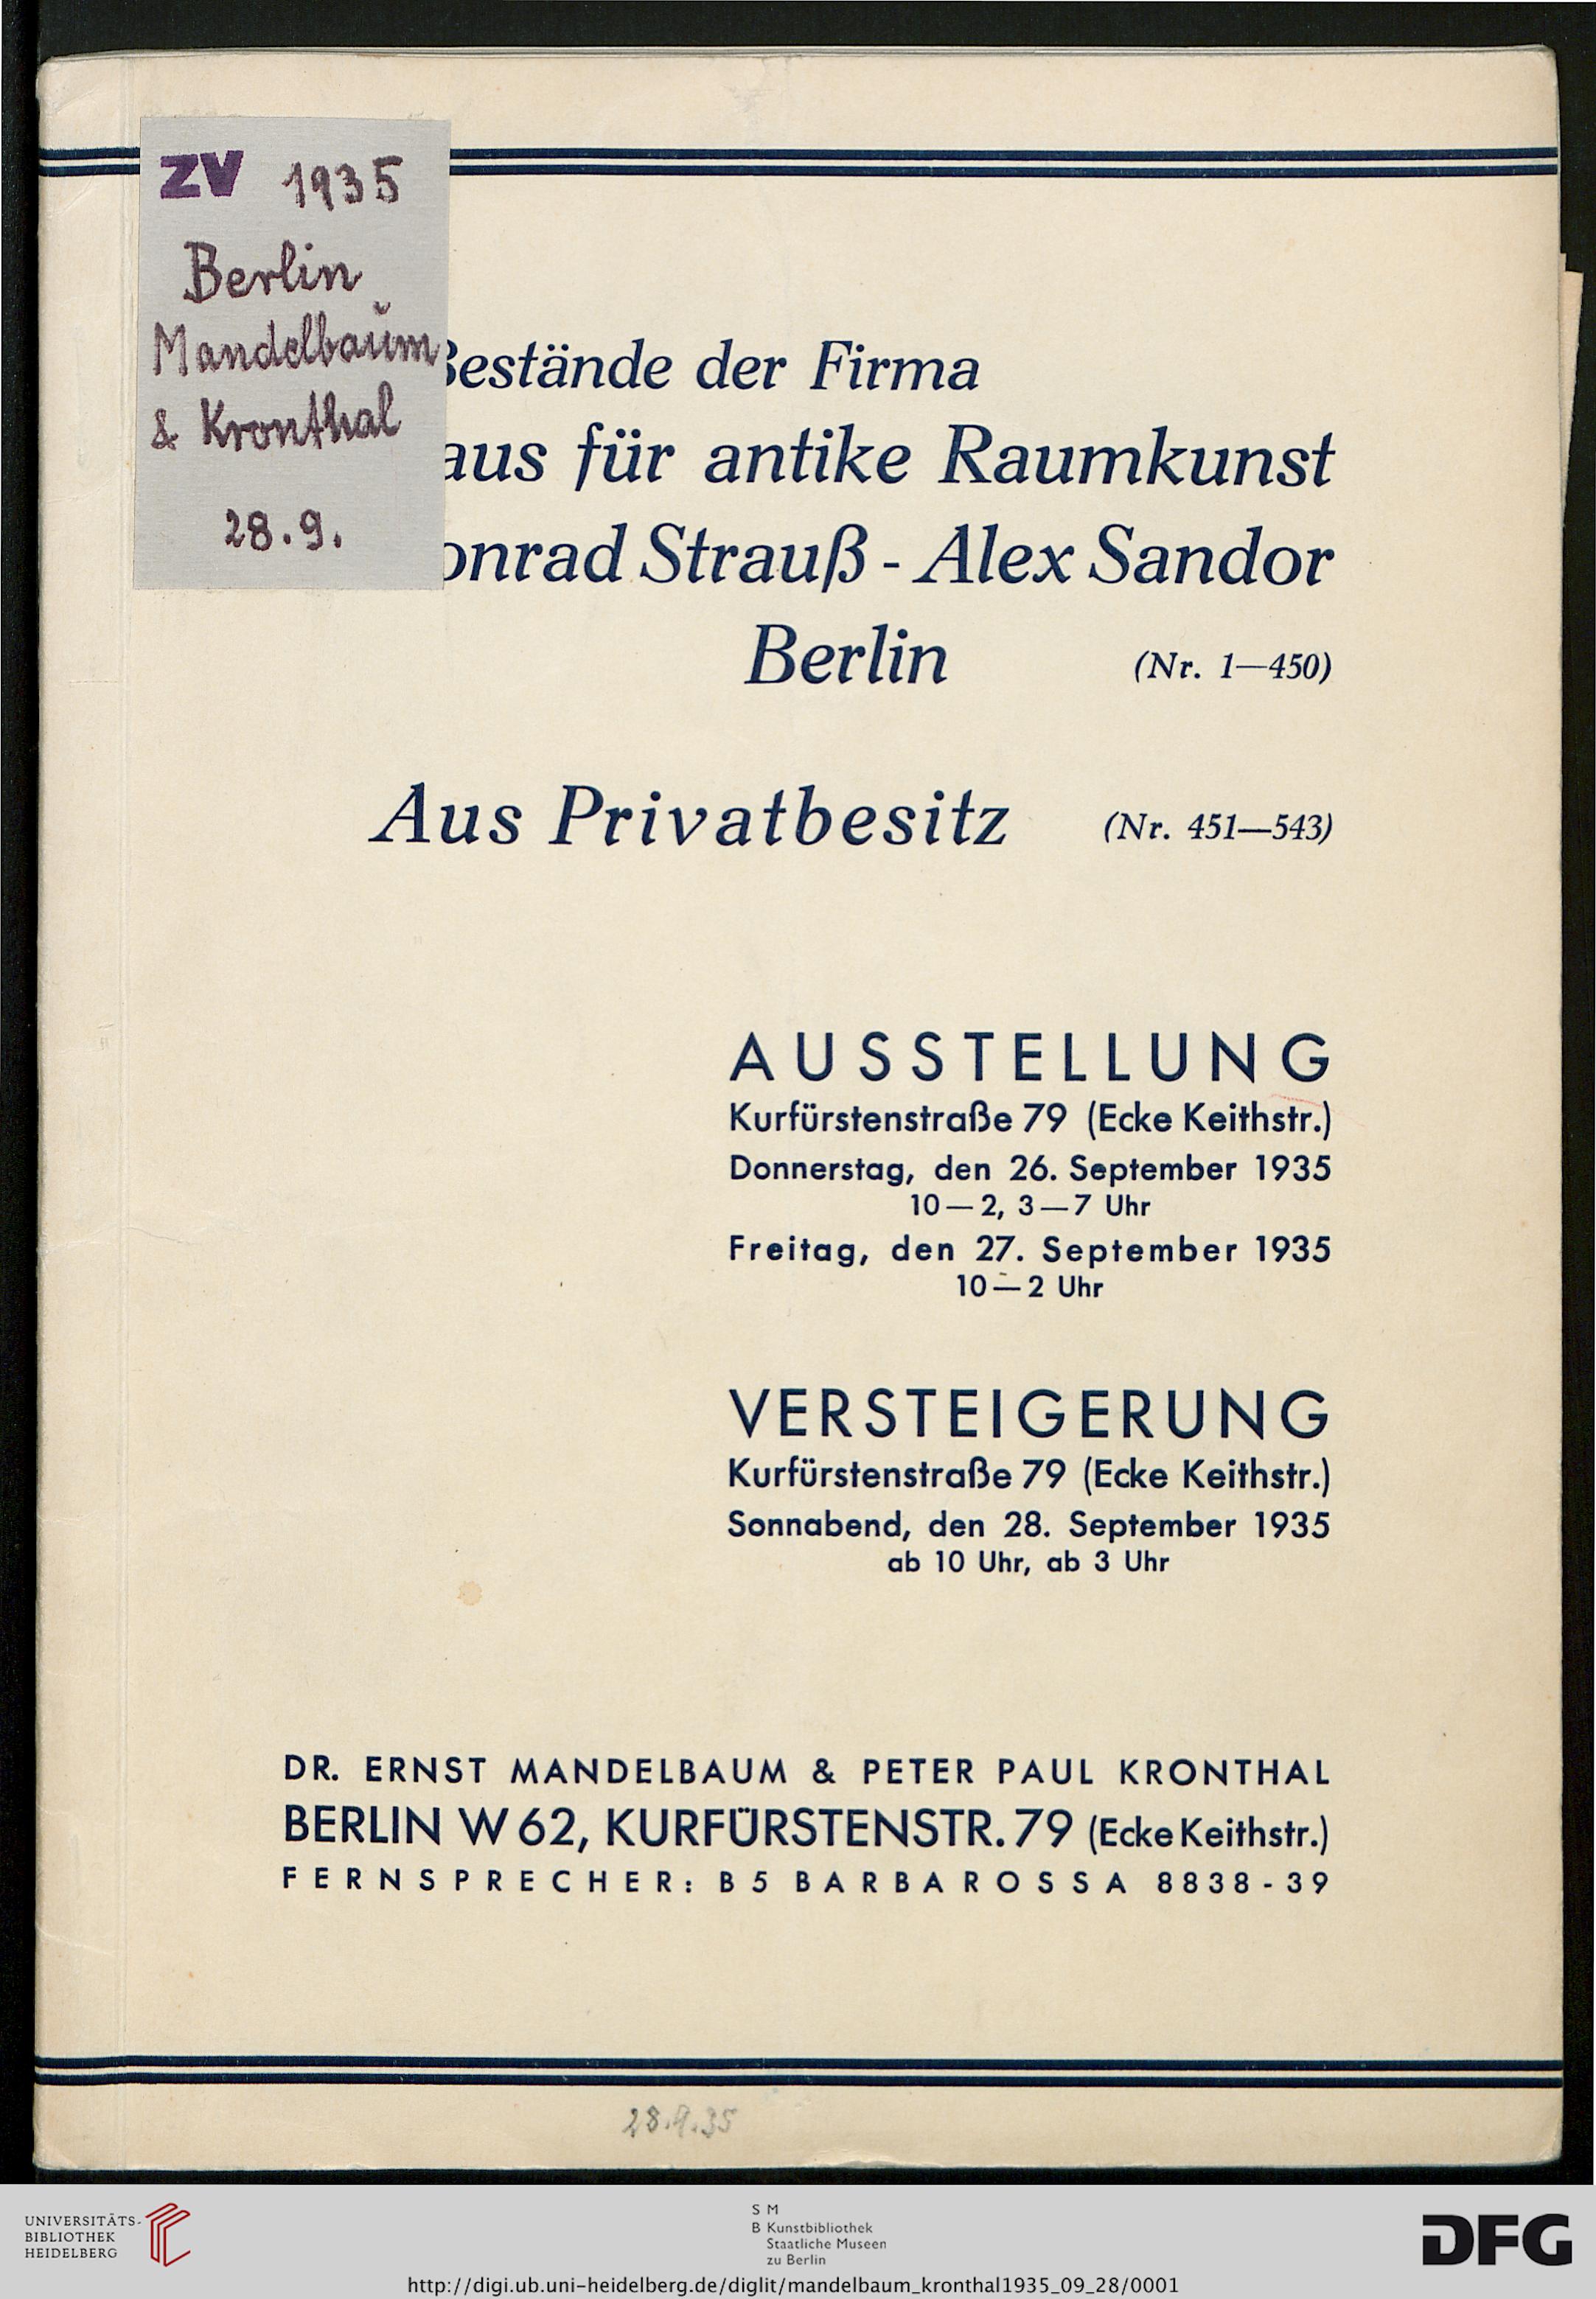 ZV 1935
Berlin
Mandelbaum
& Kronthal
28.9.
estände der Firma
aus für antike Raumkunst
onrad Strauß - Alex Sandor
Berlin (Nr. 1—450)
Aus Privatbesitz (Nr. 451—543)
AUSSTELLUNG
Kurfürstenstraße 79 (Ecke Keithstr.)
Donnerstag, den 26. September 1935
10 — 2, 3 — 7 Uhr
Freitag, den 27. September 1935
10 — 2 Uhr
VERSTEIGERUNG
Kurfürstenstraße 79 (Ecke Keithstr.)
Sonnabend, den 28. September 1935
ab 10 Uhr, ab 3 Uhr
DR. ERNST MANDELBAUM & PETER PAUL KRONTHAL
BERLIN W 62, KURFÜRSTENSTR. 79 (Ecke Keithstr.)
FERNSPRECHER: B5 BARBAROSSA 8838-39
28.9.35
UNIVERSITÄTS-
BIBLIOTHEK
HEIDELBERG
S M
B Kunstbibliothek
Staatliche Museen
zu Berlin
DFG
http://digi.ub.uni-heidelberg.de/diglit/mandelbaum_kronthal1935_09_28/0001